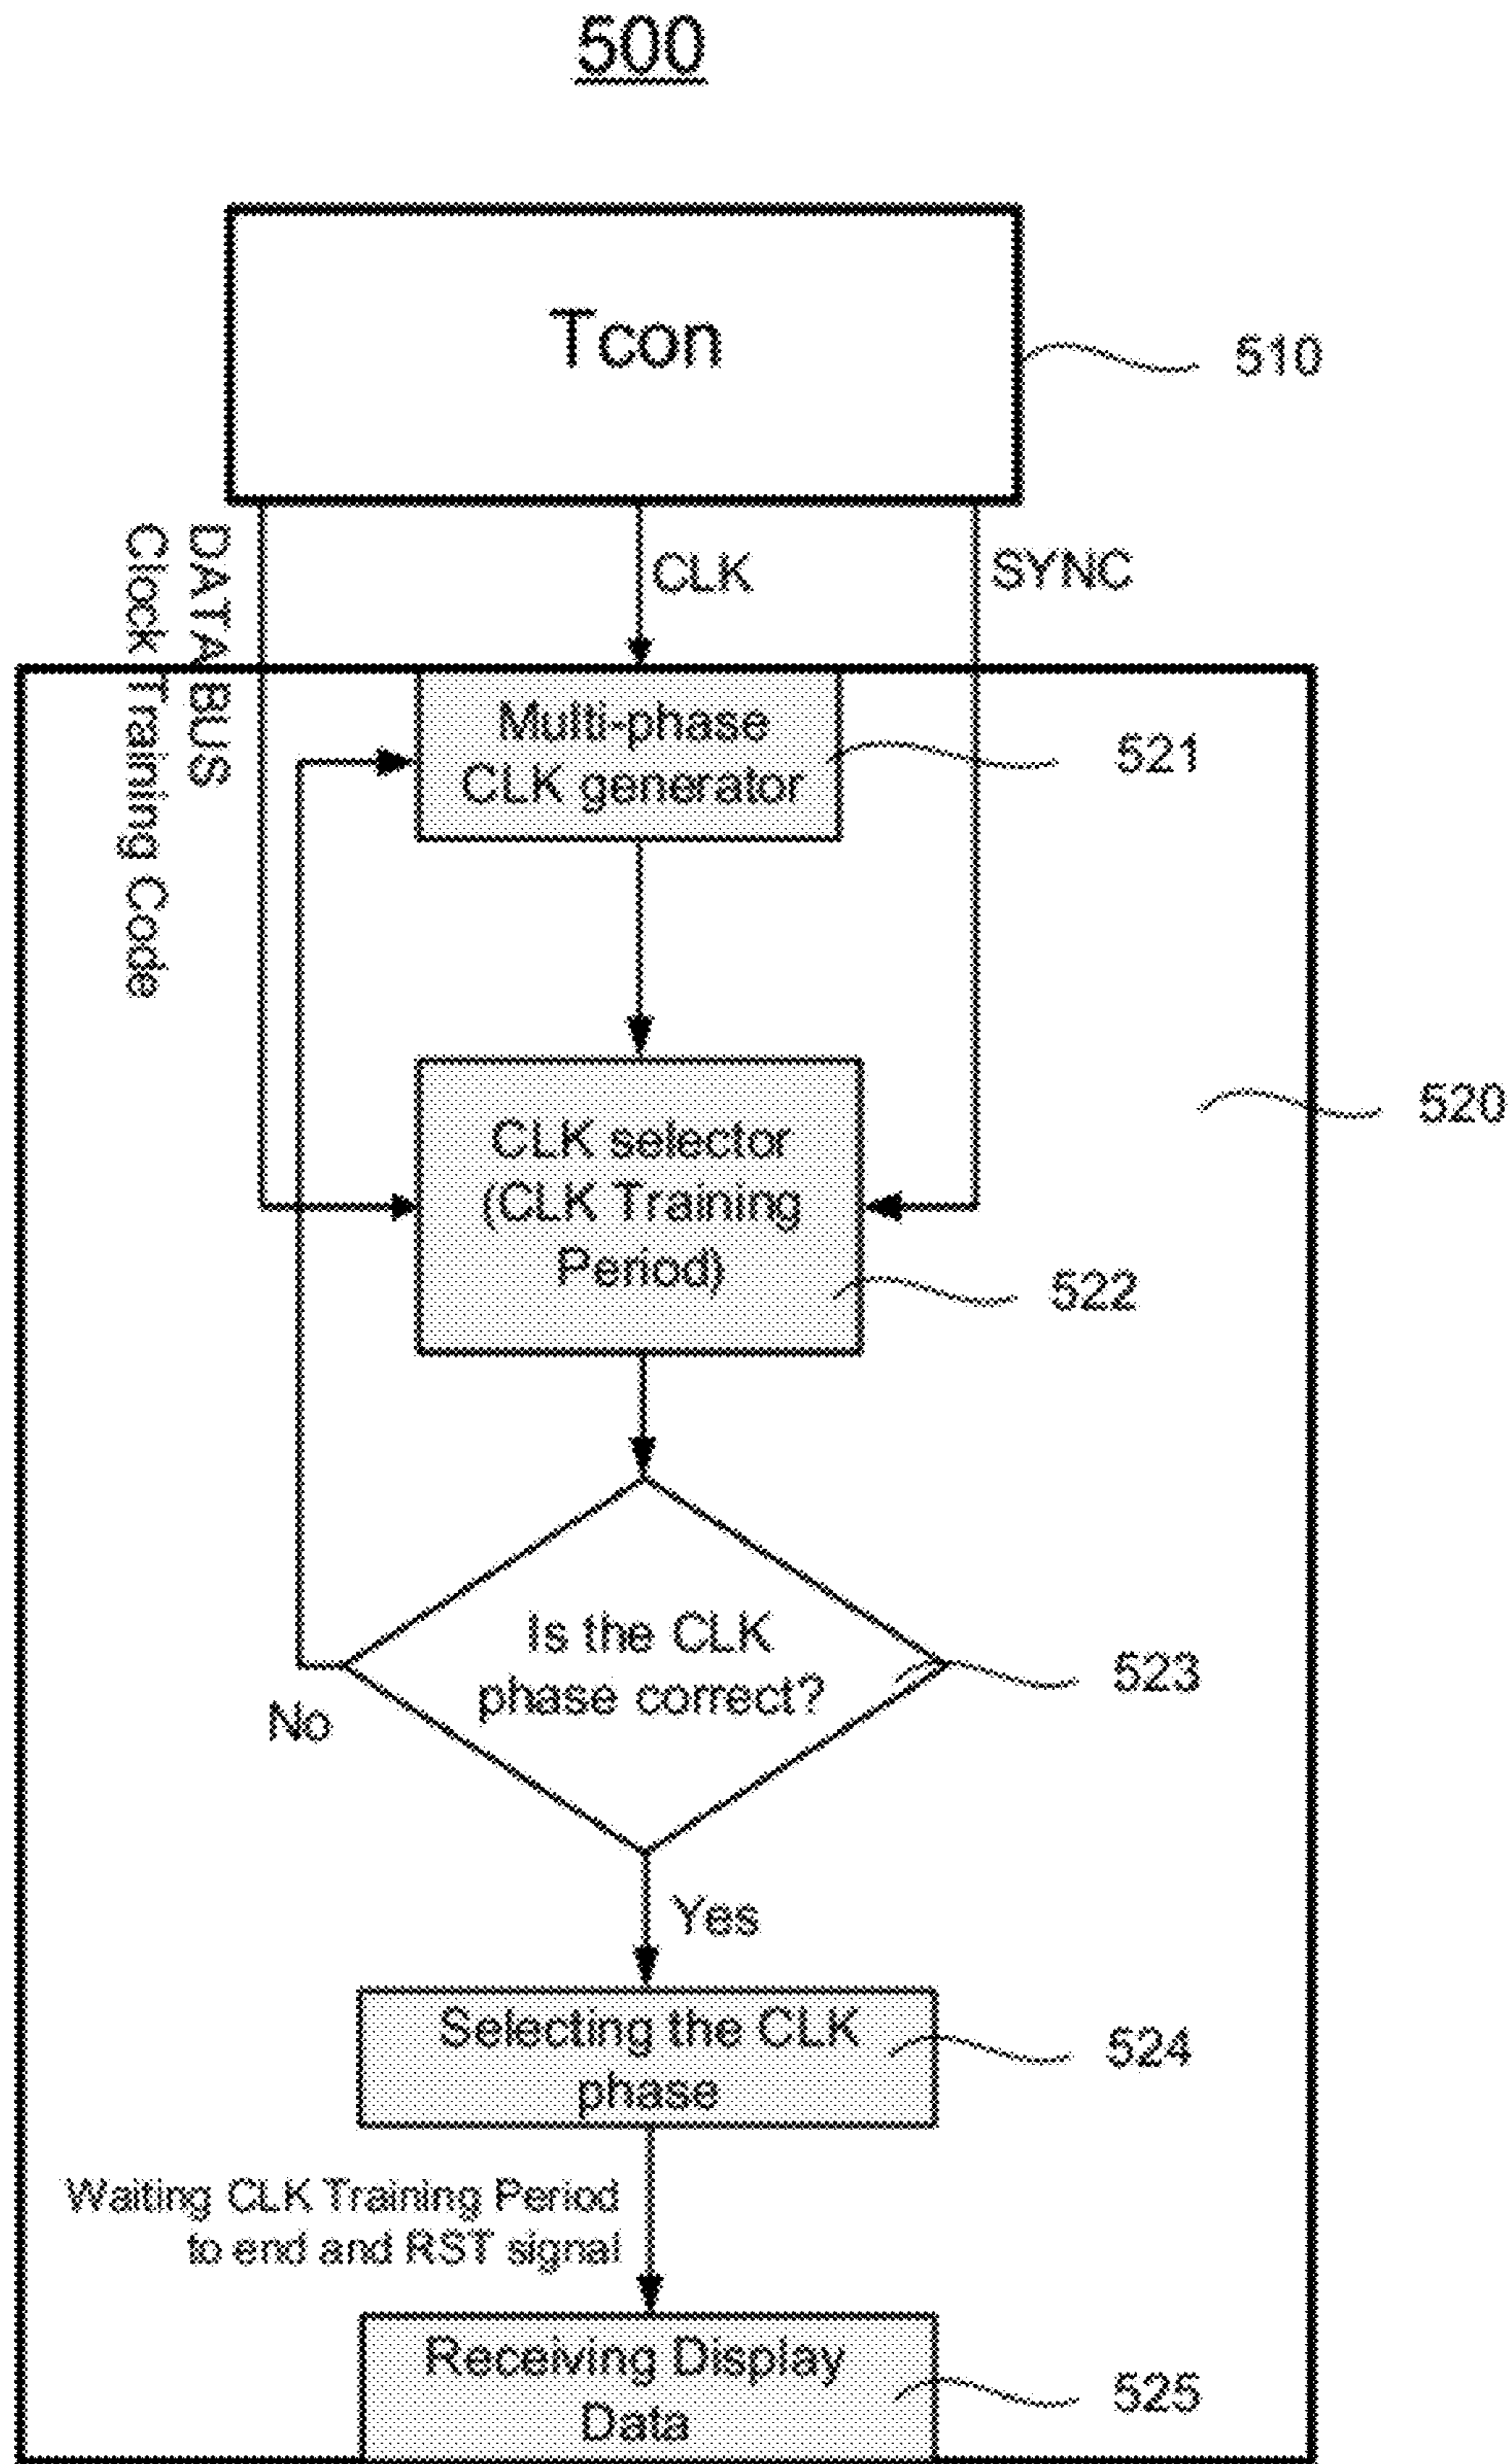 500
Tcon
510
DATA BUS
Clock Training Code
CLK
SYNC
Multi-phase
CLK generator
521
CLK selector
(CLK Training
Period)
520
522
Is the CLK
phase correct?
523
No
Yes
Selecting the CLK
phase
524
Waiting CLK Training Period
to end and RST signal
Receiving Display
Data
525